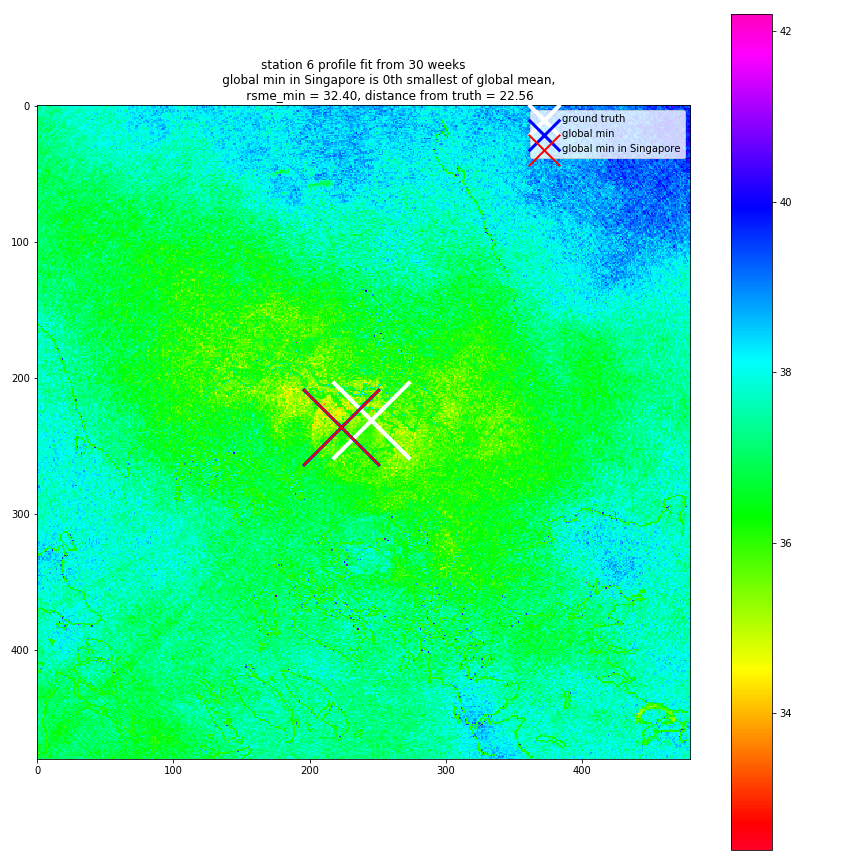 station 6 profile fit from 30 weeks
global min in Singapore is 0th smallest of global mean,
rsme_min = 32.40, distance from truth = 22.56
ground truth
global min
global min in Singapore
0
100
200
300
400
0
100
200
300
400
42
40
38
36
34